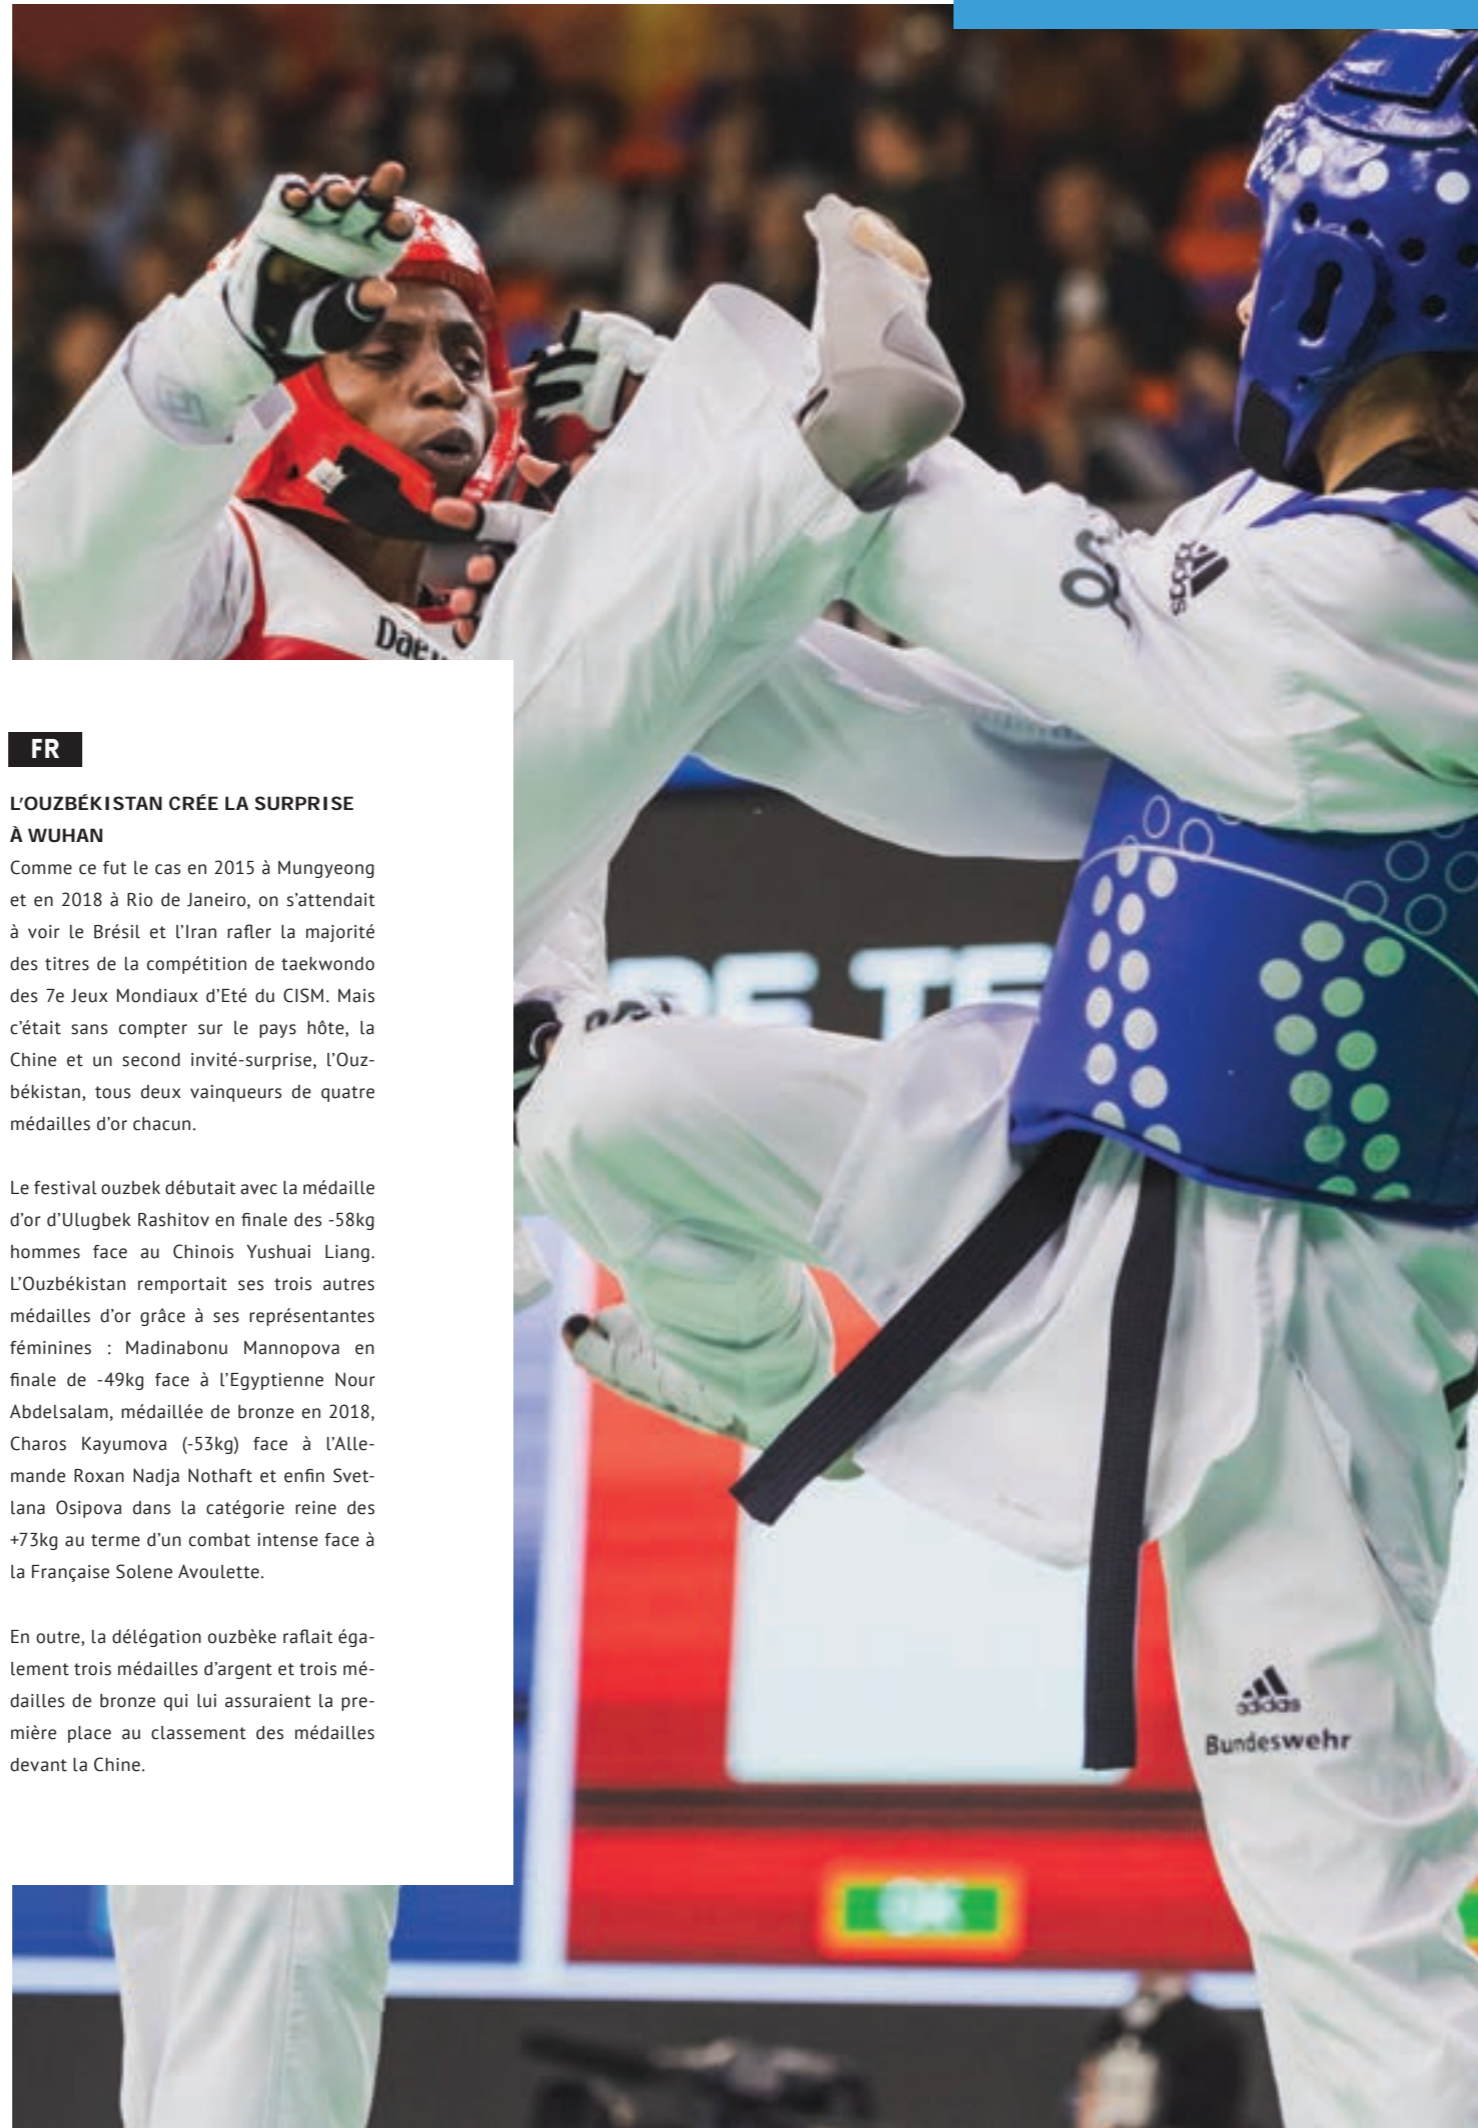 FR
L'OUZBÉKISTAN CRÉE LA SURPRISE
À WUHAN
Comme ce fut le cas en 2015 à Mungyeong
et en 2018 à Rio de Janeiro, on s'attendait
à voir le Brésil et l'Iran rafler la majorité
des titres de la compétition de taekwondo
des 7e Jeux Mondiaux d'Eté du CISM. Mais
c'était sans compter sur le pays hôte, la
Chine et un second invité-surprise, l'Ouz-
békistan, tous deux vainqueurs de quatre
médailles d'or chacun.
Le festival ouzbek débutait avec la médaille
d'or d'Ulugbek Rashitov en finale des -58kg
hommes face au Chinois Yushuai Liang.
L'Ouzbékistan remportait ses trois autres
médailles d'or grâce à ses représentantes
féminines : Madinabonu Mannopova en
finale de -49kg face à l'Egyptienne Nour
Abdelsalam, médaillée de bronze en 2018,
Charos Kayumova (-53kg) face à l'Alle-
mande Roxan Nadja Nothaft et enfin Svet-
lana Osipova dans la catégorie reine des
+73kg au terme d'un combat intense face à
la Française Solene Avoulette.
En outre, la délégation ouzbèke raflait éga-
lement trois médailles d'argent et trois mé-
dailles de bronze qui lui assuraient la pre-
mière place au classement des médailles
devant la Chine.
adidas
adidas
Bundeswehr